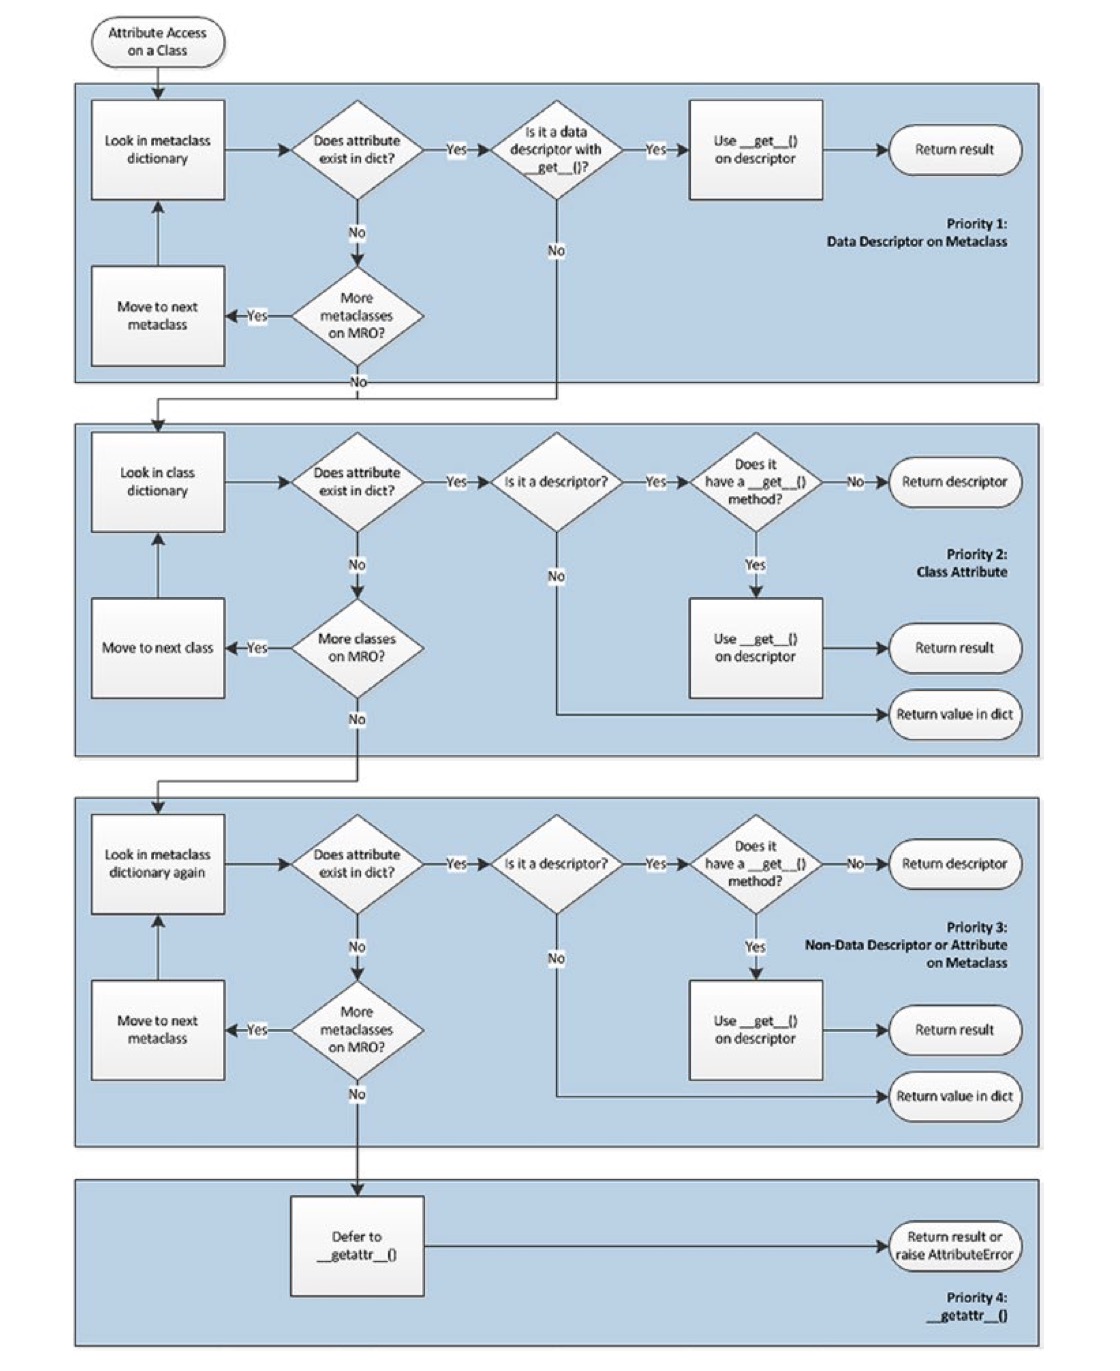 Attribute Access
on a Class
Look in metaclass
dictionary
Does attribute
exist in dict?
Yes
Is it a data
descriptor with
__get__()?
Yes
Use __get__()
on descriptor
Return result
No
No
Priority 1:
Data Descriptor on Metaclass
Move to next
metaclass
Yes
More
metaclasses
on MRO?
No
Look in class
dictionary
Does attribute
exist in dict?
Yes
Is it a descriptor?
Yes
Does it
have a __get__()
method?
No
Return descriptor
No
No
Yes
Priority 2:
Class Attribute
Move to next class
Yes
More classes
on MRO?
Use __get__()
on descriptor
Return result
No
Return value in dict
Look in metaclass
dictionary again
Does attribute
exist in dict?
Yes
Is it a descriptor?
Yes
Does it
have a __get__()
method?
No
Return descriptor
No
No
Yes
Priority 3:
Non-Data Descriptor or Attribute
on Metaclass
Move to next
metaclass
Yes
More
metaclasses
on MRO?
Use __get__()
on descriptor
Return result
No
Return value in dict
Defer to
__getattr__()
Return result or
raise AttributeError
Priority 4:
__getattr__()